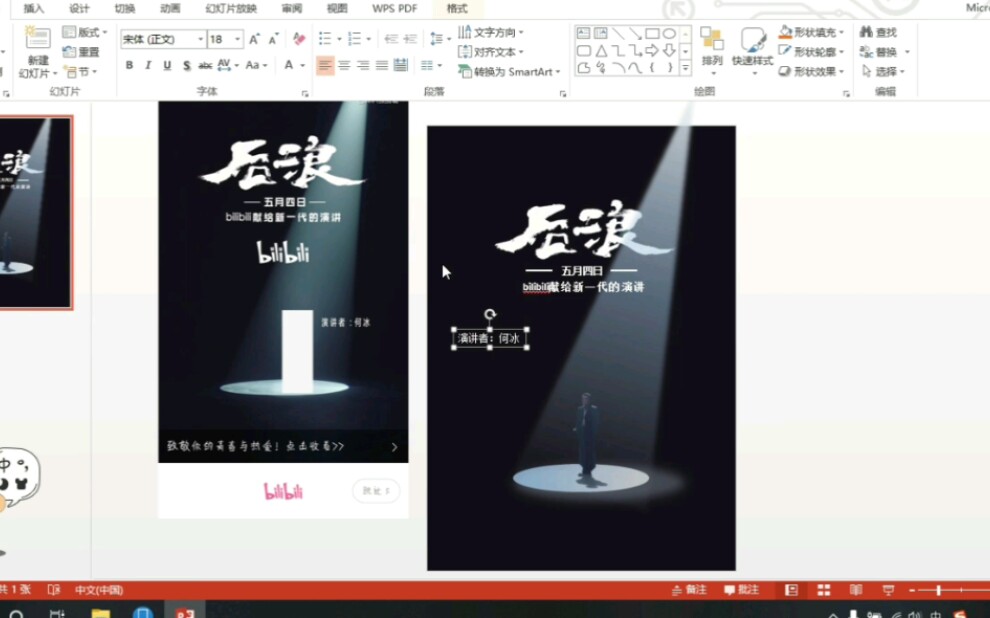 插入 设计 切换 动画 幻灯片放映 审阅 视图 WPS PDF 格式
版式
宋体 (正文) 18
文字方向
形状填充 查找
新建
重置
对齐文本
排列 快速样式
形状轮廓 替换
幻灯片
节
B I U S abc AV Aa A
转换为 SmartArt
形状效果 选择
幻灯片 字体 段落 绘图 编辑
后浪
五月四日
bilibili献给新一代的演讲
bilibili
演讲者：何冰
致敬你的青春与热爱！点击收看>>
bilibili
跳过 5
后浪
五月四日
bilibili献给新一代的演讲
演讲者：何冰
中
共 1 张 中文(中国) 备注 批注
中